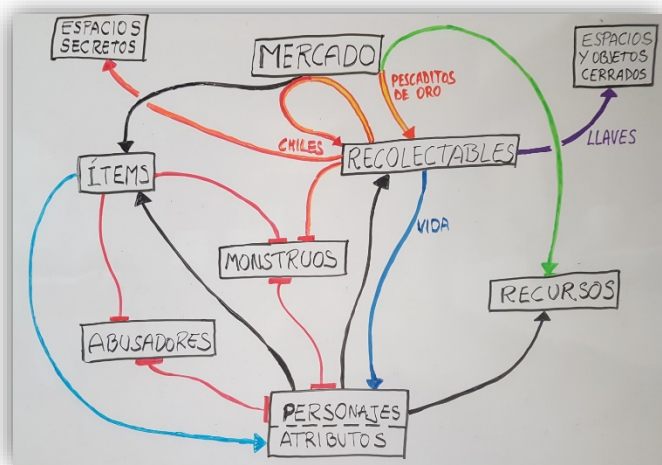 ESPACIOS
SECRETOS
MERCADO
ESPACIOS
Y OBJETOS
CERRADOS
PESCADITOS
DE ORO
CHILES
RECOLECTABLES
LLAVES
ÍTEMS
VIDA
MONSTRUOS
RECURSOS
ABUSADORES
PERSONAJES
ATRIBUTOS